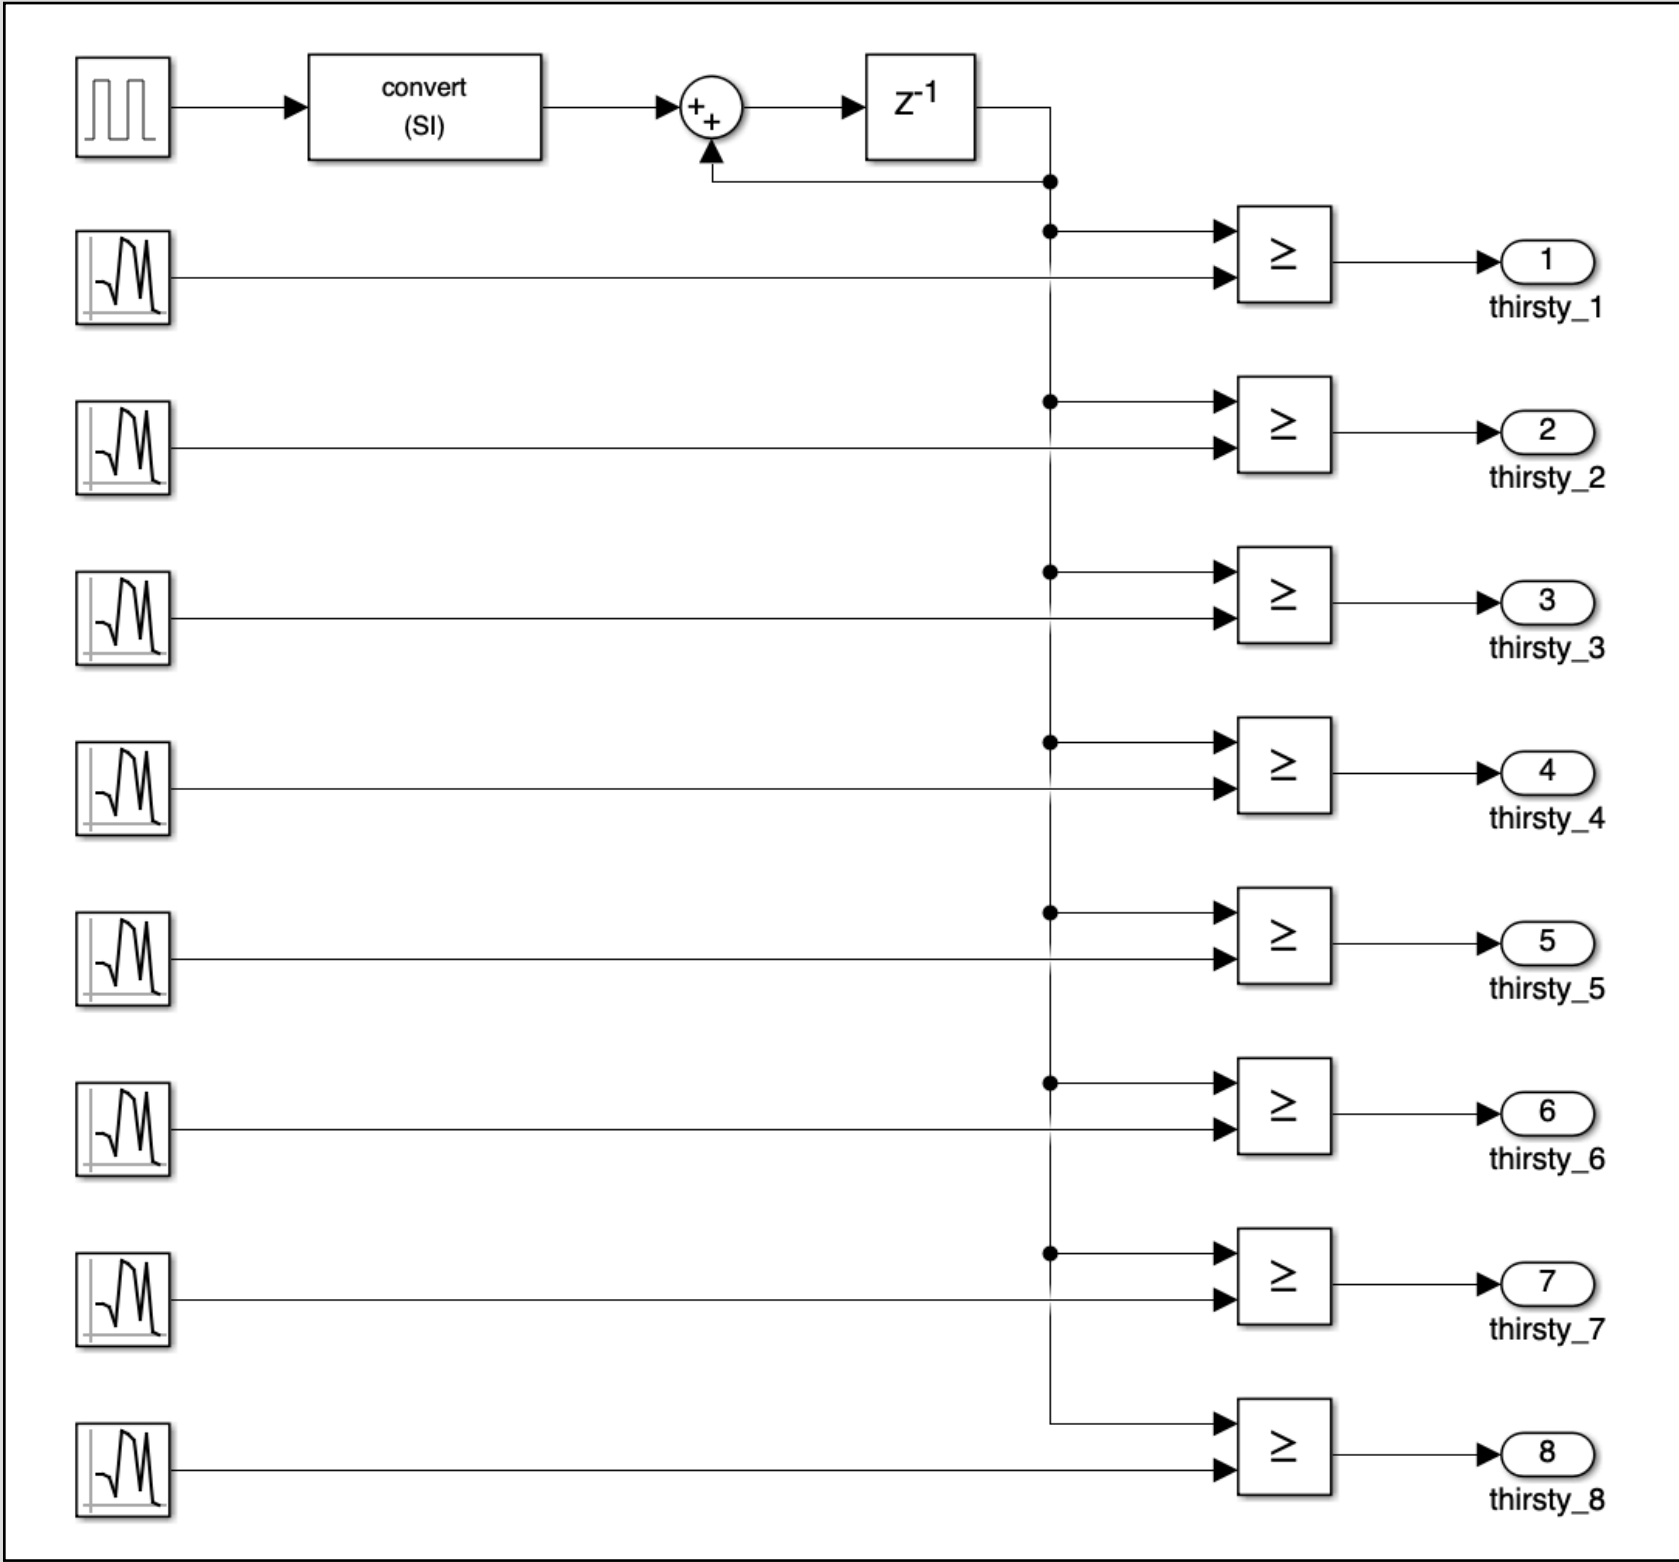 convert
(SI)
+
+
z-1
≥
1
thirsty_1
≥
2
thirsty_2
≥
3
thirsty_3
≥
4
thirsty_4
≥
5
thirsty_5
≥
6
thirsty_6
≥
7
thirsty_7
≥
8
thirsty_8